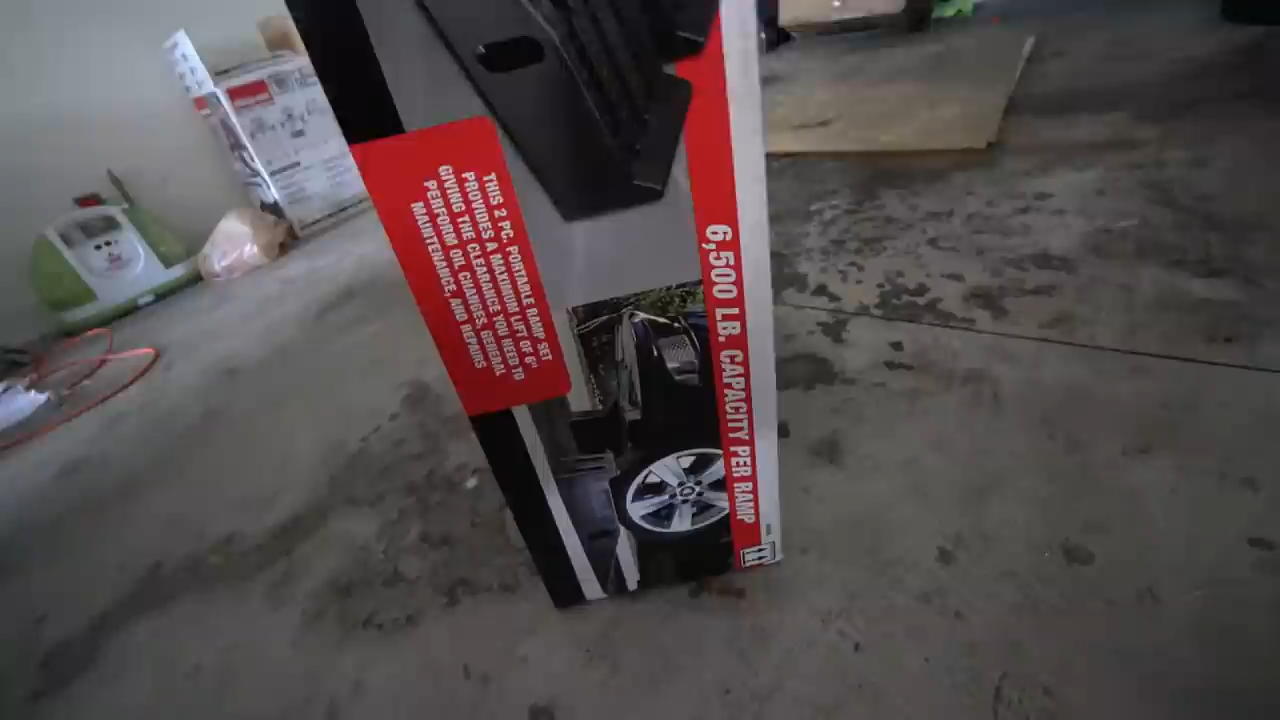 THIS 2 PC. PORTABLE RAMP SET
PROVIDES A MAXIMUM LIFT OF 6"
GIVING THE CLEARANCE YOU NEED TO
PERFORM OIL CHANGES, GENERAL
MAINTENANCE, AND REPAIRS
6,500 LB. CAPACITY PER RAMP